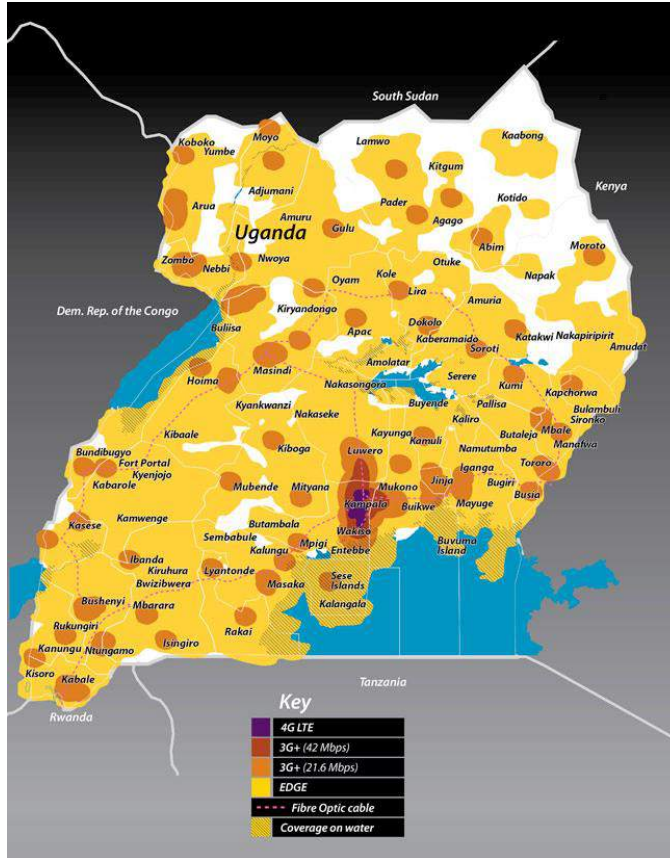 South Sudan
Koboko
Yumbe
Moyo
Lamwo
Kaabong
Kitgum
Kenya
Adjumani
Arua
Amuru
Pader
Agago
Kotido
Uganda
Gulu
Abim
Moroto
Zombo
Nebbi
Nwoya
Otuke
Oyam
Kole
Napak
Dem. Rep. of the Congo
Kiryandongo
Lira
Amuria
Buliisa
Apac
Dokolo
Kaberamaido
Katakwi
Nakapiripirit
Amudat
Soroti
Masindi
Amolatar
Hoima
Nakasongora
Serere
Kumi
Kapchorwa
Kyankwanzi
Buyende
Pallisa
Bulambuli
Nakaseke
Kaliro
Sironko
Kibaale
Kayunga
Kamuli
Butaleja
Mbale
Manafwa
Bundibugyo
Kiboga
Luwero
Namutumba
Fort Portal
Kyenjojo
Iganga
Tororo
Kabarole
Mubende
Mityana
Mukono
Jinja
Bugiri
Busia
Kampala
Buikwe
Mayuge
Kasese
Kamwenge
Butambala
Wakiso
Sembabule
Kalungu
Mpigi
Entebbe
Buvuma
Island
Ibanda
Kiruhura
Lyantonde
Bwizibwera
Masaka
Sese
Islands
Bushenyi
Mbarara
Kalangala
Rukungiri
Rakai
Kanungu
Ntungamo
Isingiro
Kisoro
Kabale
Tanzania
Rwanda
Key
4G LTE
3G+ (42 Mbps)
3G+ (21.6 Mbps)
EDGE
Fibre Optic cable
Coverage on water